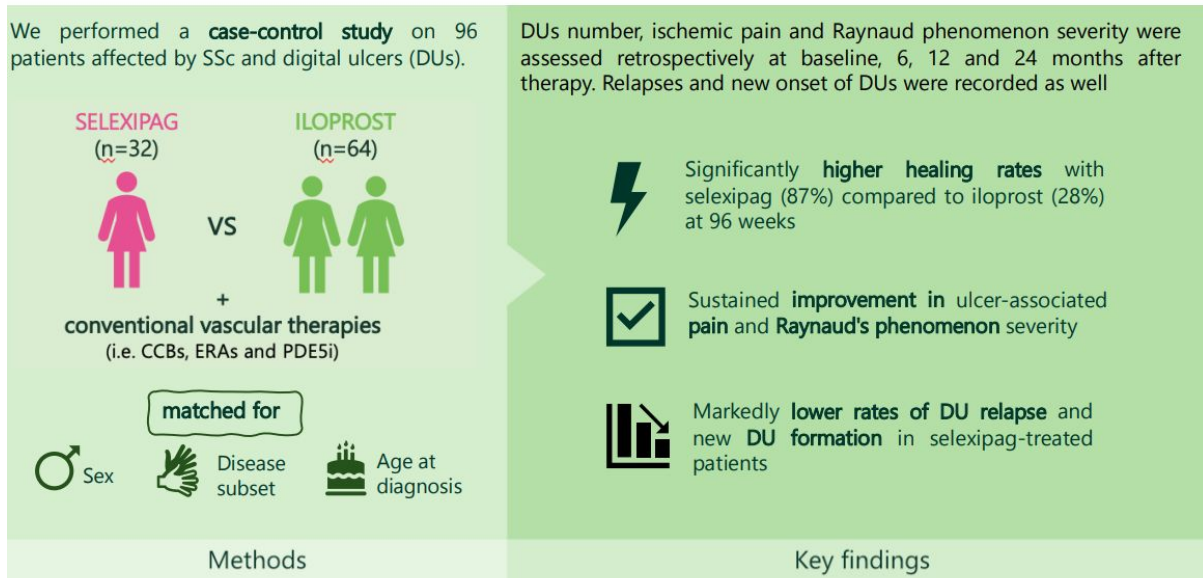 We performed a case-control study on 96
patients affected by SSc and digital ulcers (DUs).
SELEXIPAG
(n=32)
VS
ILOPROST
(n=64)
+
conventional vascular therapies
(i.e. CCBs, ERAs and PDE5i)
matched for
Sex
Disease
subset
Age at
diagnosis
Methods
DUs number, ischemic pain and Raynaud phenomenon severity were
assessed retrospectively at baseline, 6, 12 and 24 months after
therapy. Relapses and new onset of DUs were recorded as well
Significantly higher healing rates with
selexipag (87%) compared to iloprost (28%)
at 96 weeks
Sustained improvement in ulcer-associated
pain and Raynaud's phenomenon severity
Markedly lower rates of DU relapse and
new DU formation in selexipag-treated
patients
Key findings